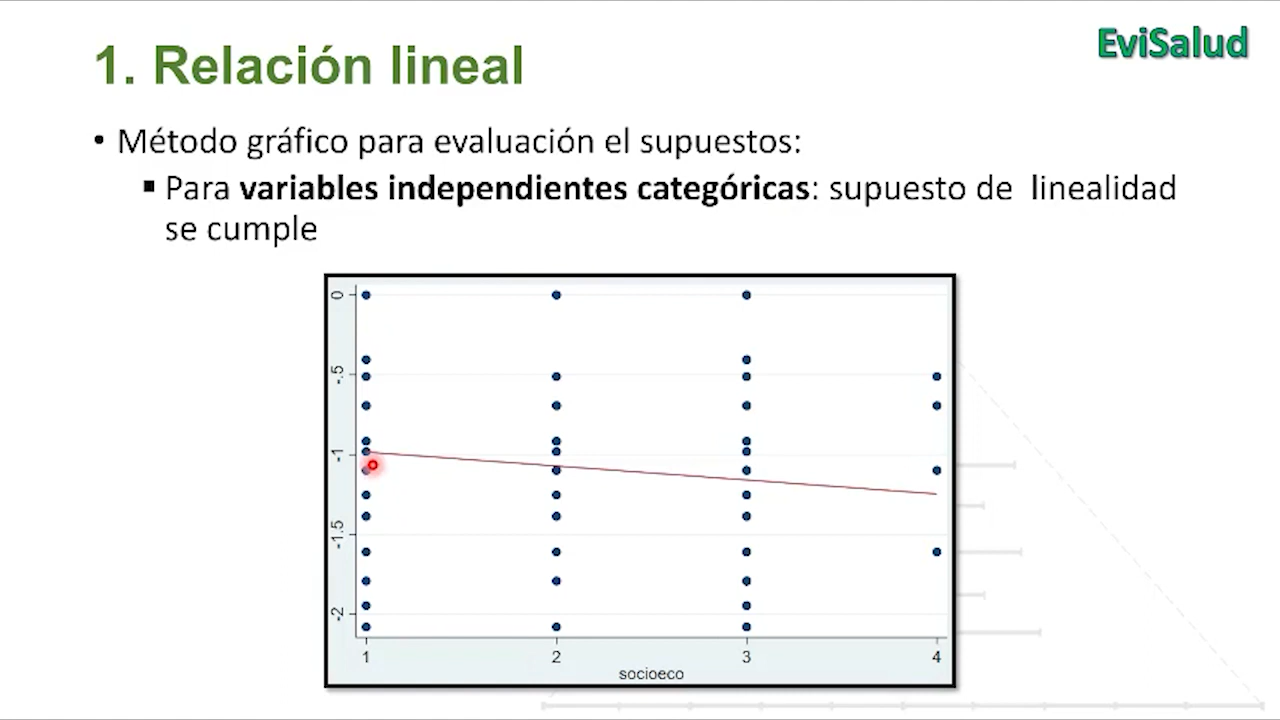 EviSalud
1. Relación lineal
• Método gráfico para evaluación el supuestos:
▪ Para variables independientes categóricas: supuesto de linealidad
se cumple
0
-.5
-1
-1.5
-2
1 2 3 4
socioeco